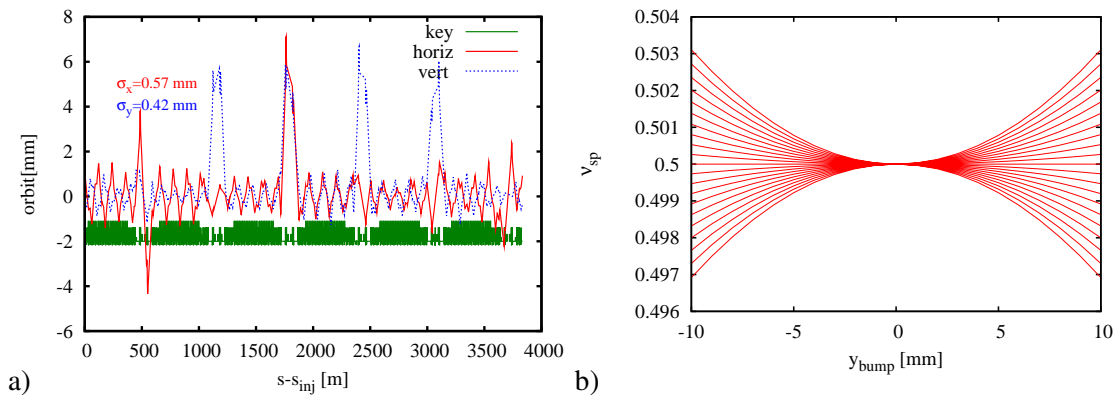 8
6
4
2
0
-2
-4
-6
orbit[mm]
key
horiz
vert
σx=0.57 mm
σy=0.42 mm
0 500 1000 1500 2000 2500 3000 3500 4000
s-sinj [m]
a)
0.504
0.503
0.502
0.501
0.5
0.499
0.498
0.497
0.496
νsp
-10 -5 0 5 10
ybump [mm]
b)